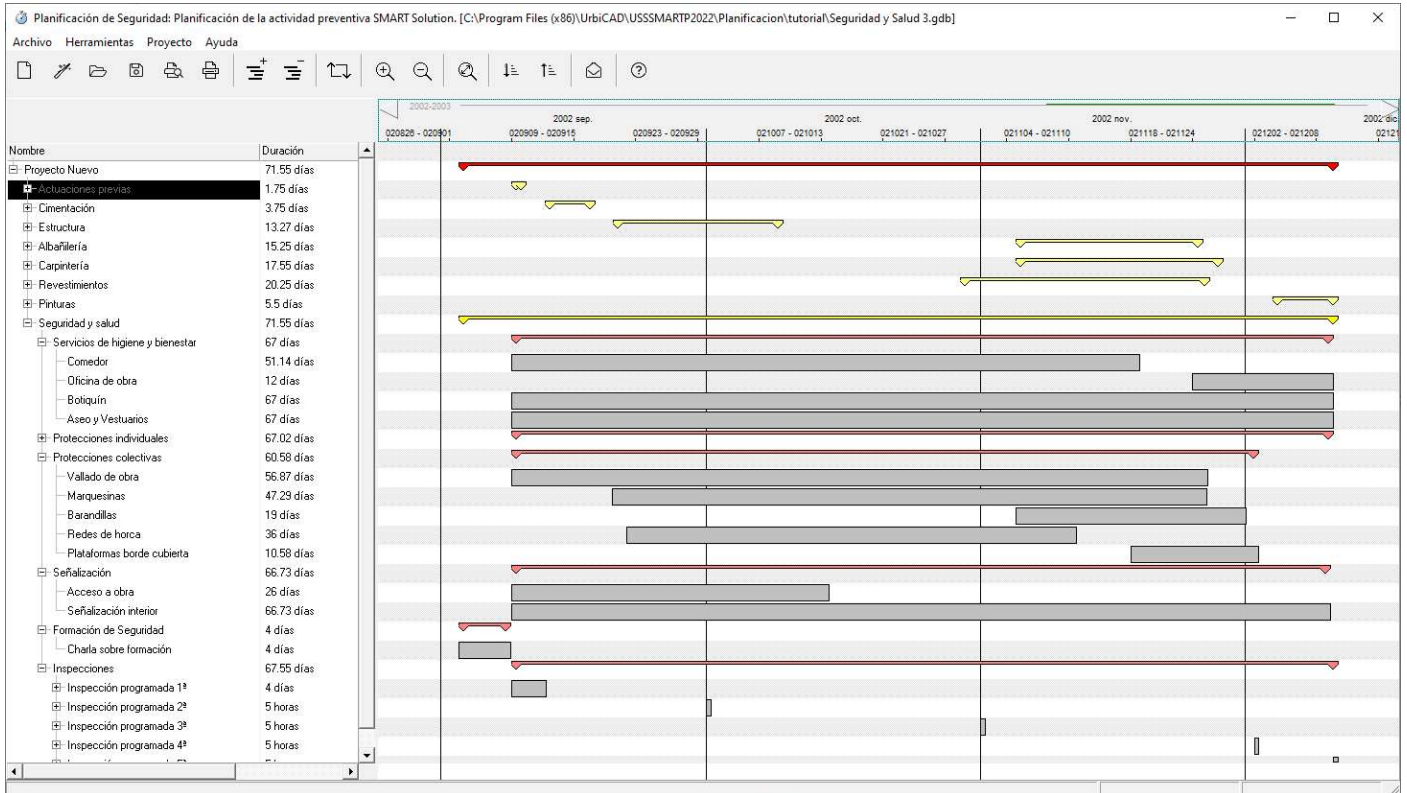 Planificación de Seguridad: Planificación de la actividad preventiva SMART Solution. [C:\Program Files (x86)\UrbiCAD\USSSMARTP2022\Planificacion\tutorial\Seguridad y Salud 3.gdb]
Archivo Herramientas Proyecto Ayuda
2002-2003
2002 sep. 2002 oct. 2002 nov. 2002 dic
020826 - 020901 020909 - 020915 020923 - 020929 021007 - 021013 021021 - 021027 021104 - 021110 021118 - 021124 021202 - 021208 02121
Nombre Duración
Proyecto Nuevo 71.55 días
Actuaciones previas 1.75 días
Cimentación 3.75 días
Estructura 13.27 días
Albañilería 15.25 días
Carpintería 17.55 días
Revestimientos 20.25 días
Pinturas 5.5 días
Seguridad y salud 71.55 días
Servicios de higiene y bienestar 67 días
Comedor 51.14 días
Oficina de obra 12 días
Botiquín 67 días
Aseo y Vestuarios 67 días
Protecciones individuales 67.02 días
Protecciones colectivas 60.58 días
Vallado de obra 56.87 días
Marquesinas 47.29 días
Barandillas 19 días
Redes de horca 36 días
Plataformas borde cubierta 10.58 días
Señalización 66.73 días
Acceso a obra 26 días
Señalización interior 66.73 días
Formación de Seguridad 4 días
Charla sobre formación 4 días
Inspecciones 67.55 días
Inspección programada 1ª 4 días
Inspección programada 2ª 5 horas
Inspección programada 3ª 5 horas
Inspección programada 4ª 5 horas